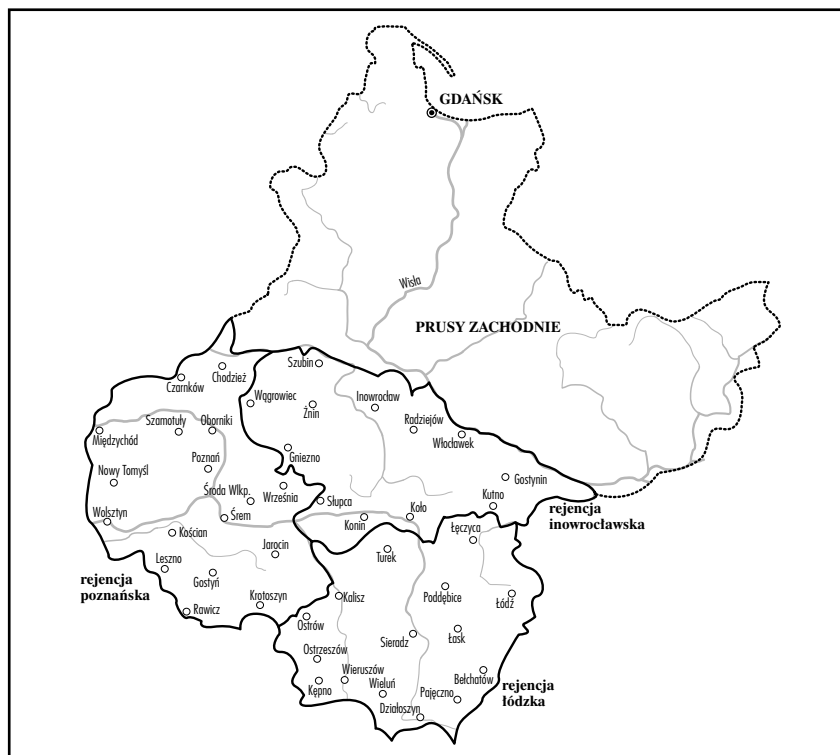 GDAŃSK
Wisła
PRUSY ZACHODNIE
Szubin
Chodzież
Czarnków
Wągrowiec
Inowrocław
Żnin
Szamotuły
Oborniki
Radziejów
Międzychód
Włocławek
Gniezno
Poznań
Nowy Tomyśl
Gostynin
Września
Środa Wlkp.
Słupca
Kutno
Koło
Wolsztyn
Śrem
Konin
rejencja
inowrocławska
Kościan
Łęczyca
Jarocin
Turek
Leszno
rejencja
poznańska
Gostyń
Poddębice
Łódź
Kalisz
Krotoszyn
Rawicz
Ostrów
Sieradz
Łask
Ostrzeszów
Wieruszów
Bełchatów
Kępno
Wieluń
Pajęczno
rejencja
łódzka
Działoszyn